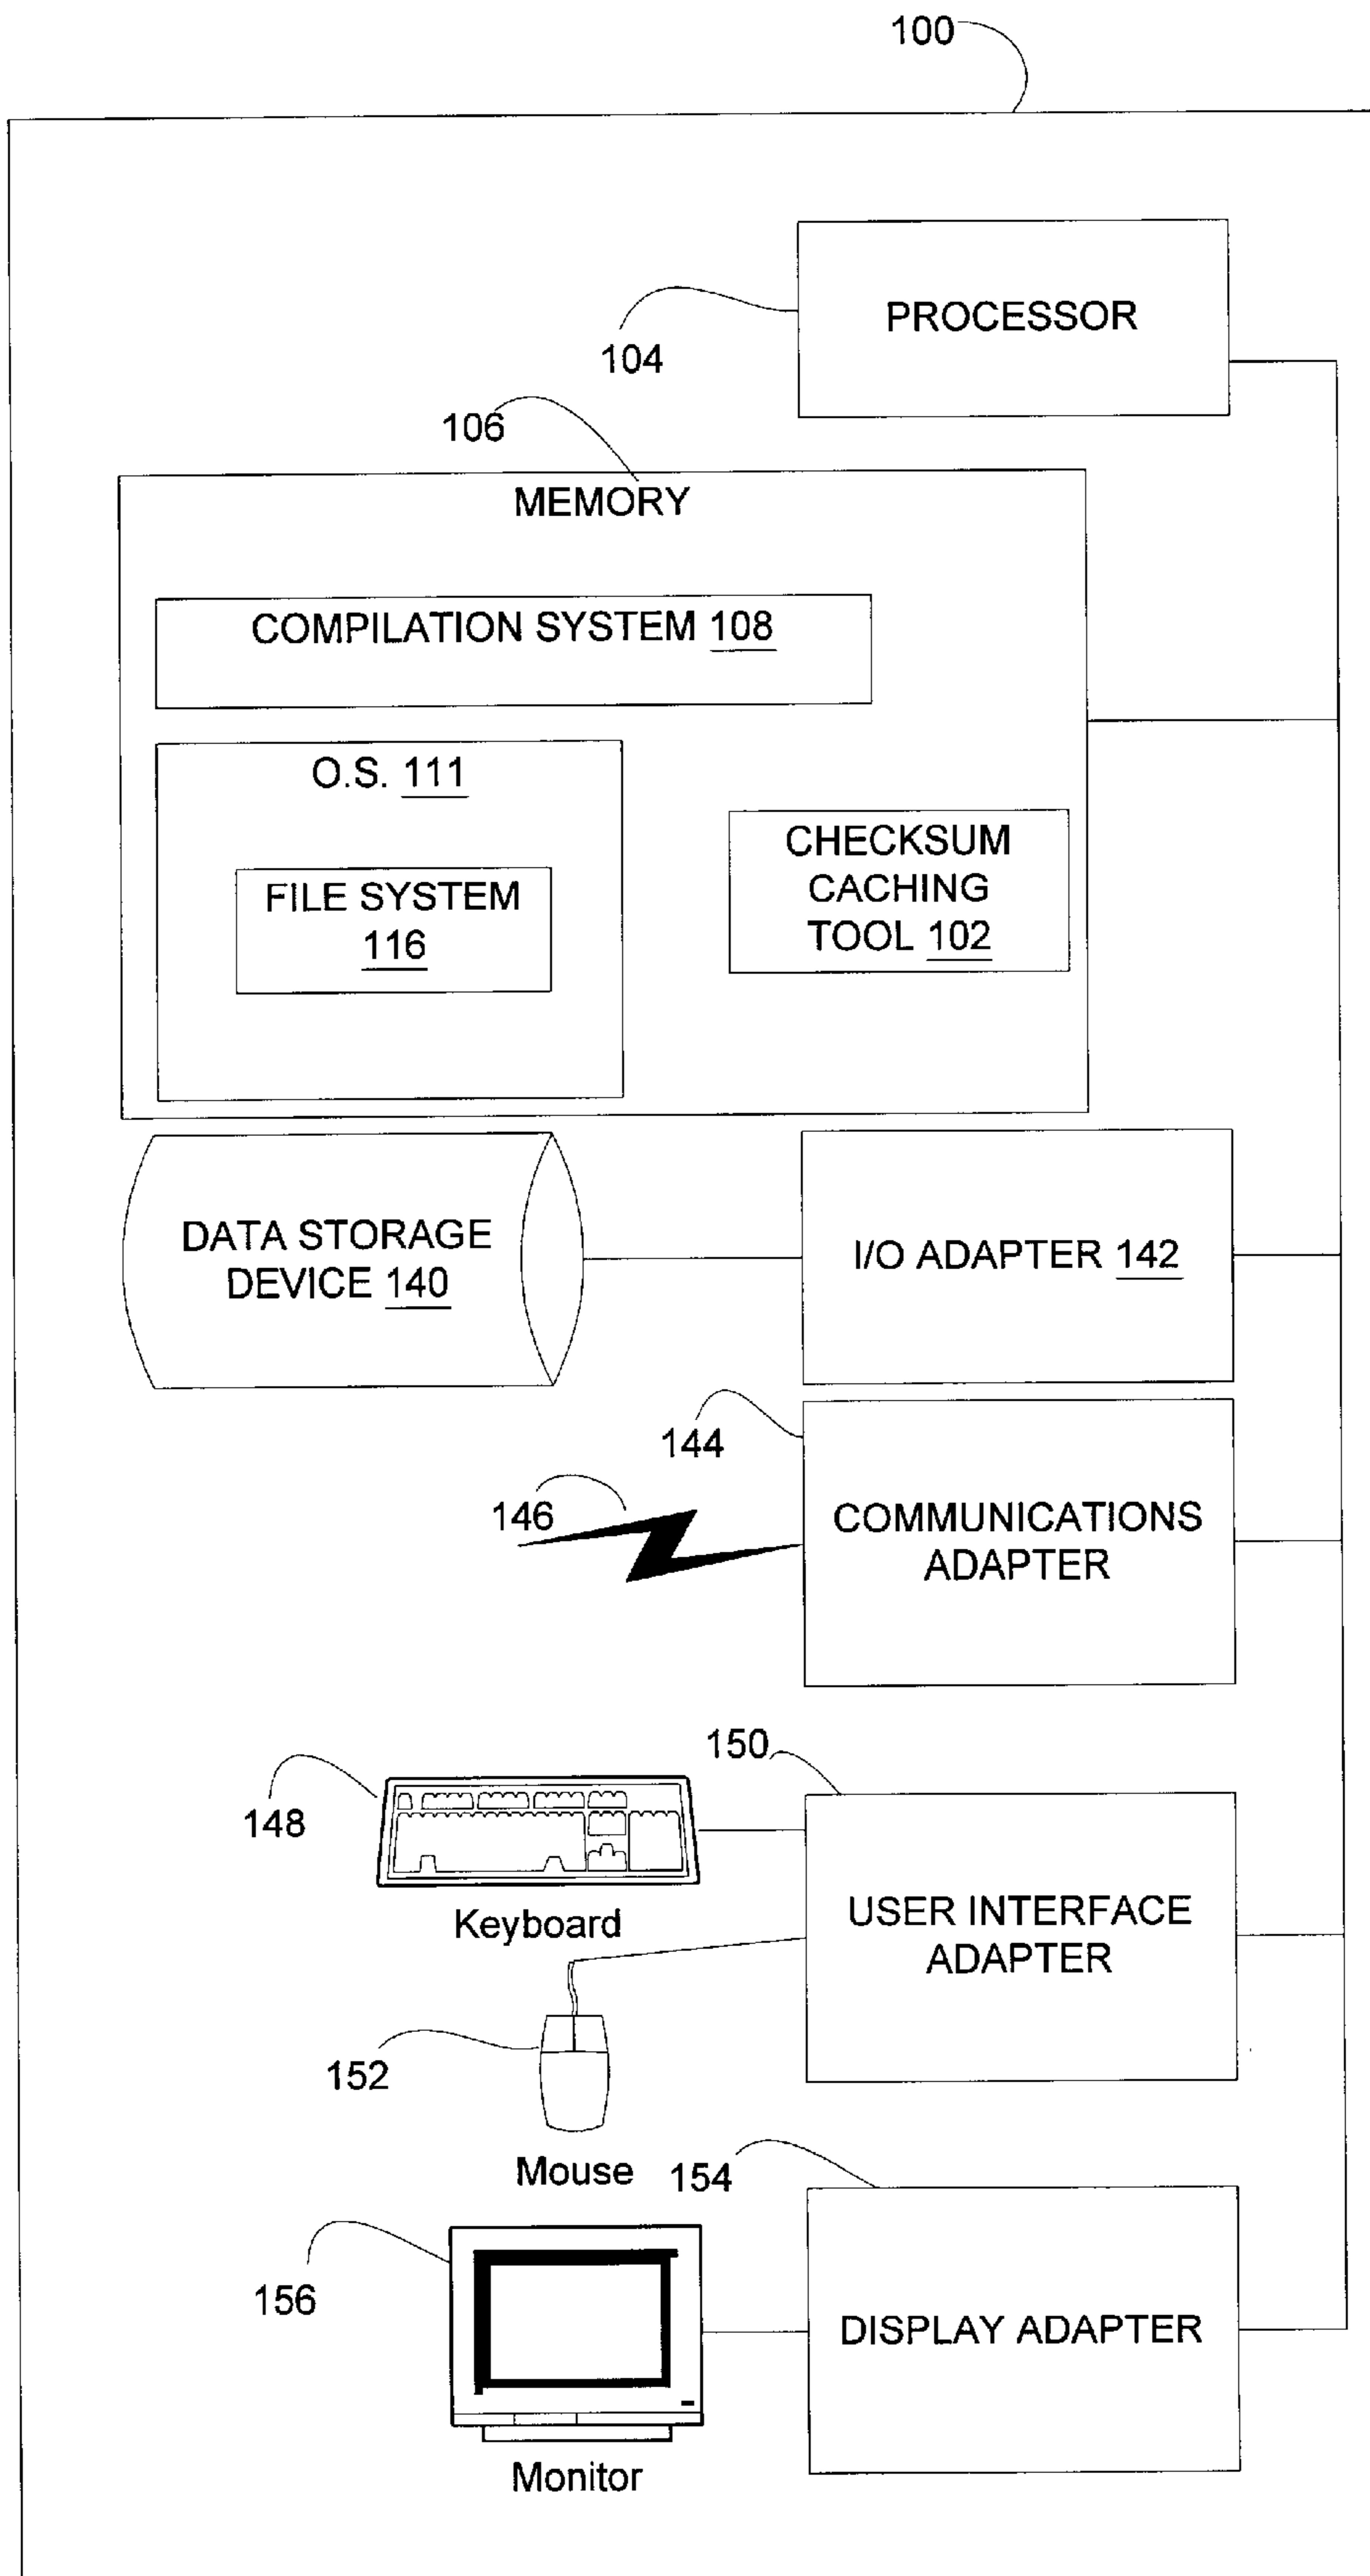 100
PROCESSOR
104
106
MEMORY
COMPILATION SYSTEM 108
O.S. 111
FILE SYSTEM
116
CHECKSUM
CACHING
TOOL 102
DATA STORAGE
DEVICE 140
I/O ADAPTER 142
144
146
COMMUNICATIONS
ADAPTER
150
148
Keyboard
USER INTERFACE
ADAPTER
152
Mouse
154
156
DISPLAY ADAPTER
Monitor